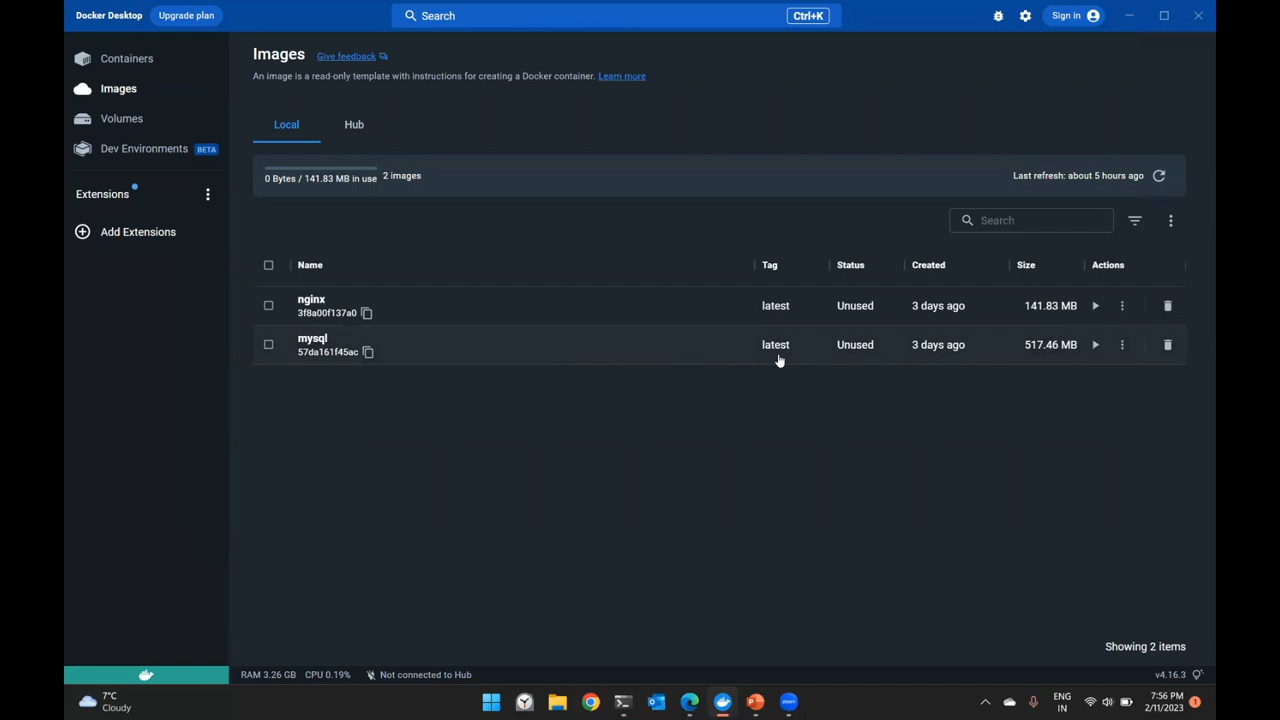 Docker Desktop
Upgrade plan
Search
Ctrl+K
Sign in
Containers
Images
Volumes
Dev Environments BETA
Extensions
Add Extensions
Images Give feedback
An image is a read-only template with instructions for creating a Docker container. Learn more
Local Hub
0 Bytes / 141.83 MB in use 2 images
Last refresh: about 5 hours ago
Search
Name Tag Status Created Size Actions
nginx
3f8a00f137a0
latest Unused 3 days ago 141.83 MB
mysql
57da161f45ac
latest Unused 3 days ago 517.46 MB
Showing 2 items
RAM 3.26 GB CPU 0.19% Not connected to Hub
v4.16.3
7°C
Cloudy
zoom
ENG
IN
7:56 PM
2/11/2023
1